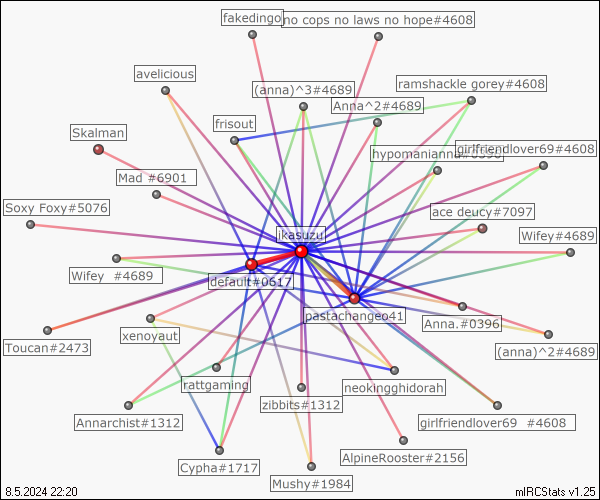 fakedingo
no cops no laws no hope#4608
avelicious
(anna)^3#4689
ramshackle gorey#4608
Anna^2#4689
frisout
Skalman
girlfriendlover69#4608
Mad #6901
Soxy Foxy#5076
ace deucy#7097
jkasuzu
Wifey#4689
Wifey  #4689
default#0617
pastachangeo41
Anna.#0396
xenoyaut
Toucan#2473
(anna)^2#4689
rattgaming
neokingghidorah
zibbits#1312
Annarchist#1312
girlfriendlover69  #4608
Cypha#1717
AlpineRooster#2156
Mushy#1984
8.5.2024 22:20
mIRCStats v1.25